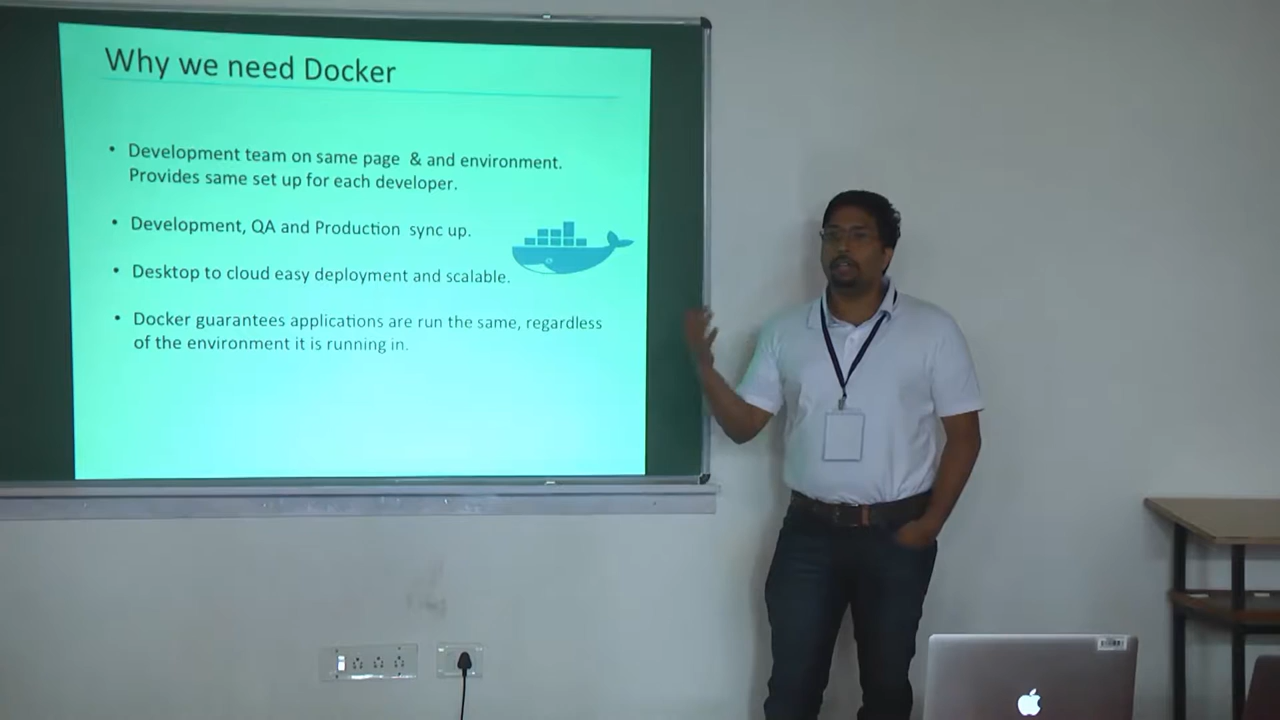 Why we need Docker
• Development team on same page & and environment.
Provides same set up for each developer.
• Development, QA and Production sync up.
• Desktop to cloud easy deployment and scalable.
• Docker guarantees applications are run the same, regardless
of the environment it is running in.